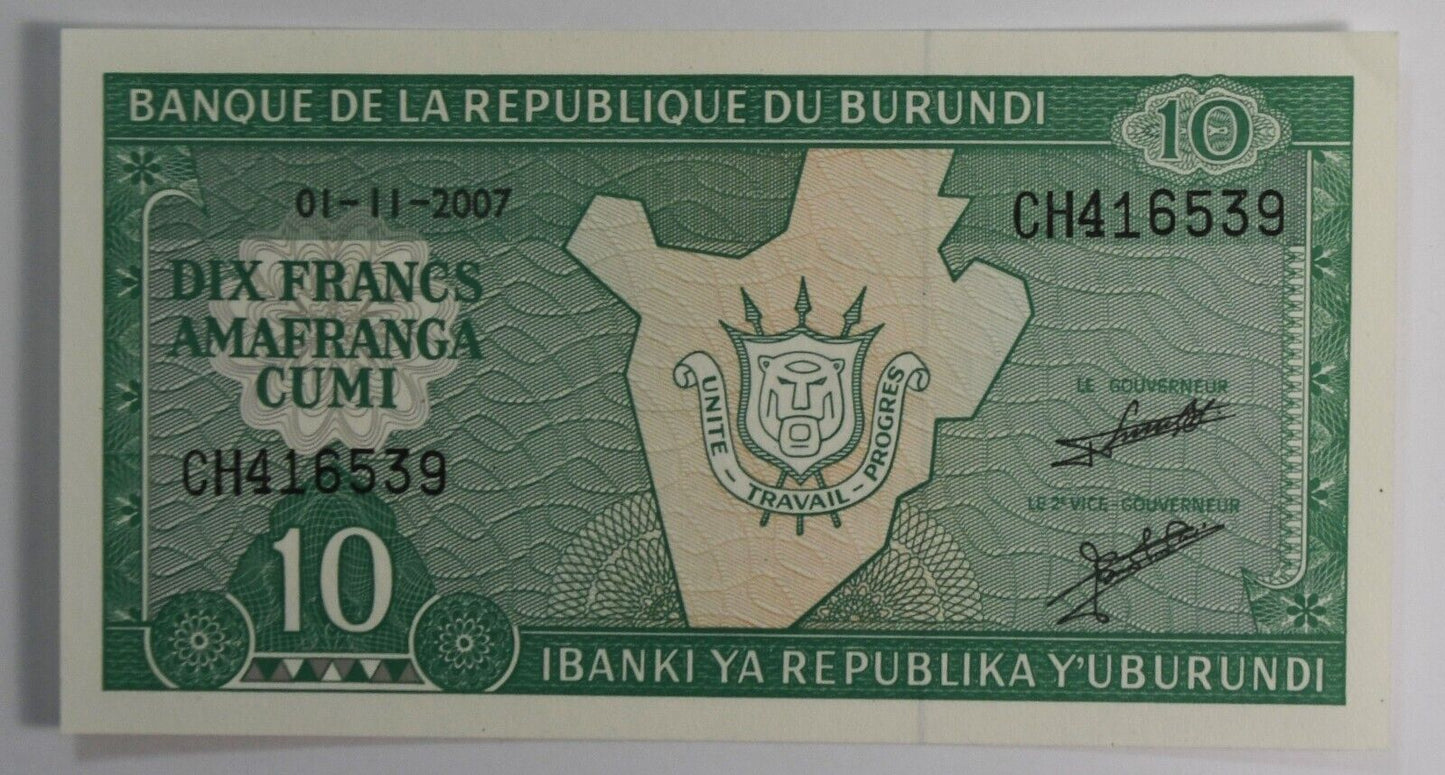 BANQUE DE LA REPUBLIQUE DU BURUNDI
10
01-11-2007
CH416539
DIX FRANCS
AMAFRANGA
CUMI
CH416539
UNITE - TRAVAIL - PROGRES
LE GOUVERNEUR
LE 2e VICE-GOUVERNEUR
10
IBANKI YA REPUBLIKA Y'UBURUNDI